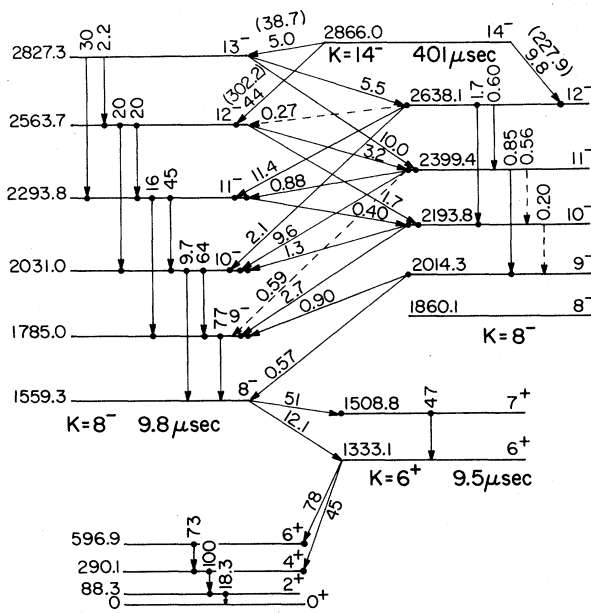 (38.7) 2866.0 14⁻ (227.9)
30 2.2 2827.3 13⁻ 5.0 K=14⁻ 401μsec 9.8
(302.2) 5.5 1.7 0.60 2638.1 12⁻
20 20 2563.7 12⁻ 44 0.27 0.85 0.56
3.2 10.0 2399.4 11⁻
16 45 2293.8 11⁻ 11.4 0.88 1.7 0.20
0.40 2193.8 10⁻
9.7 64 2031.0 10⁻ 2.1 9.6 1.3 2014.3 9⁻
0.59 2.7 0.90 1860.1 8⁻
77 1785.0 9⁻ K=8⁻
0.57
1559.3 8⁻ 51 1508.8 47 7⁺
K=8⁻ 9.8μsec 12.1
1333.1 6⁺
K=6⁺ 9.5μsec
78 45
596.9 73 6⁺
290.1 100 4⁺
88.3 18.3 2⁺
0 0⁺